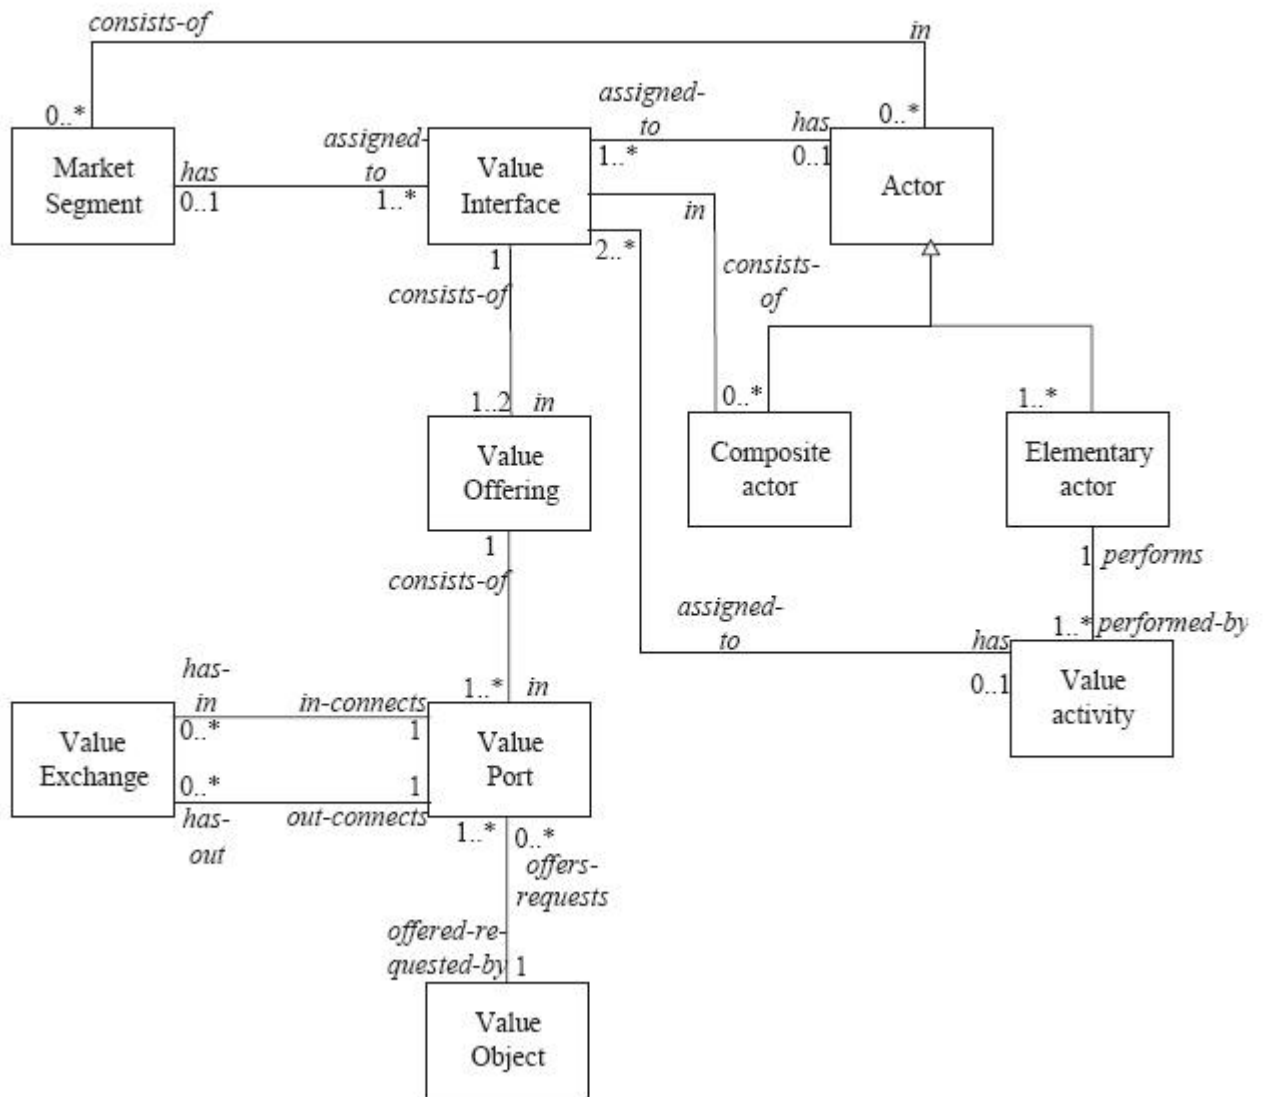 consists-of
in
0..*
0..*
assigned-
to
has
1..*
0..1
Market
Segment
has
0..1
assigned-
to
1..*
Value
Interface
Actor
in
2..*
consists-
of
1
consists-of
1..2
in
0..*
1..*
Value
Offering
Composite
actor
Elementary
actor
1
consists-of
1
performs
assigned-
to
has
0..1
1..*
performed-by
Value
activity
has-
in
0..*
in-connects
1
1..*
in
Value
Exchange
Value
Port
0..*
has-
out
1
out-connects
1..*
0..*
offers-
requests
offered-re-
quested-by
1
Value
Object